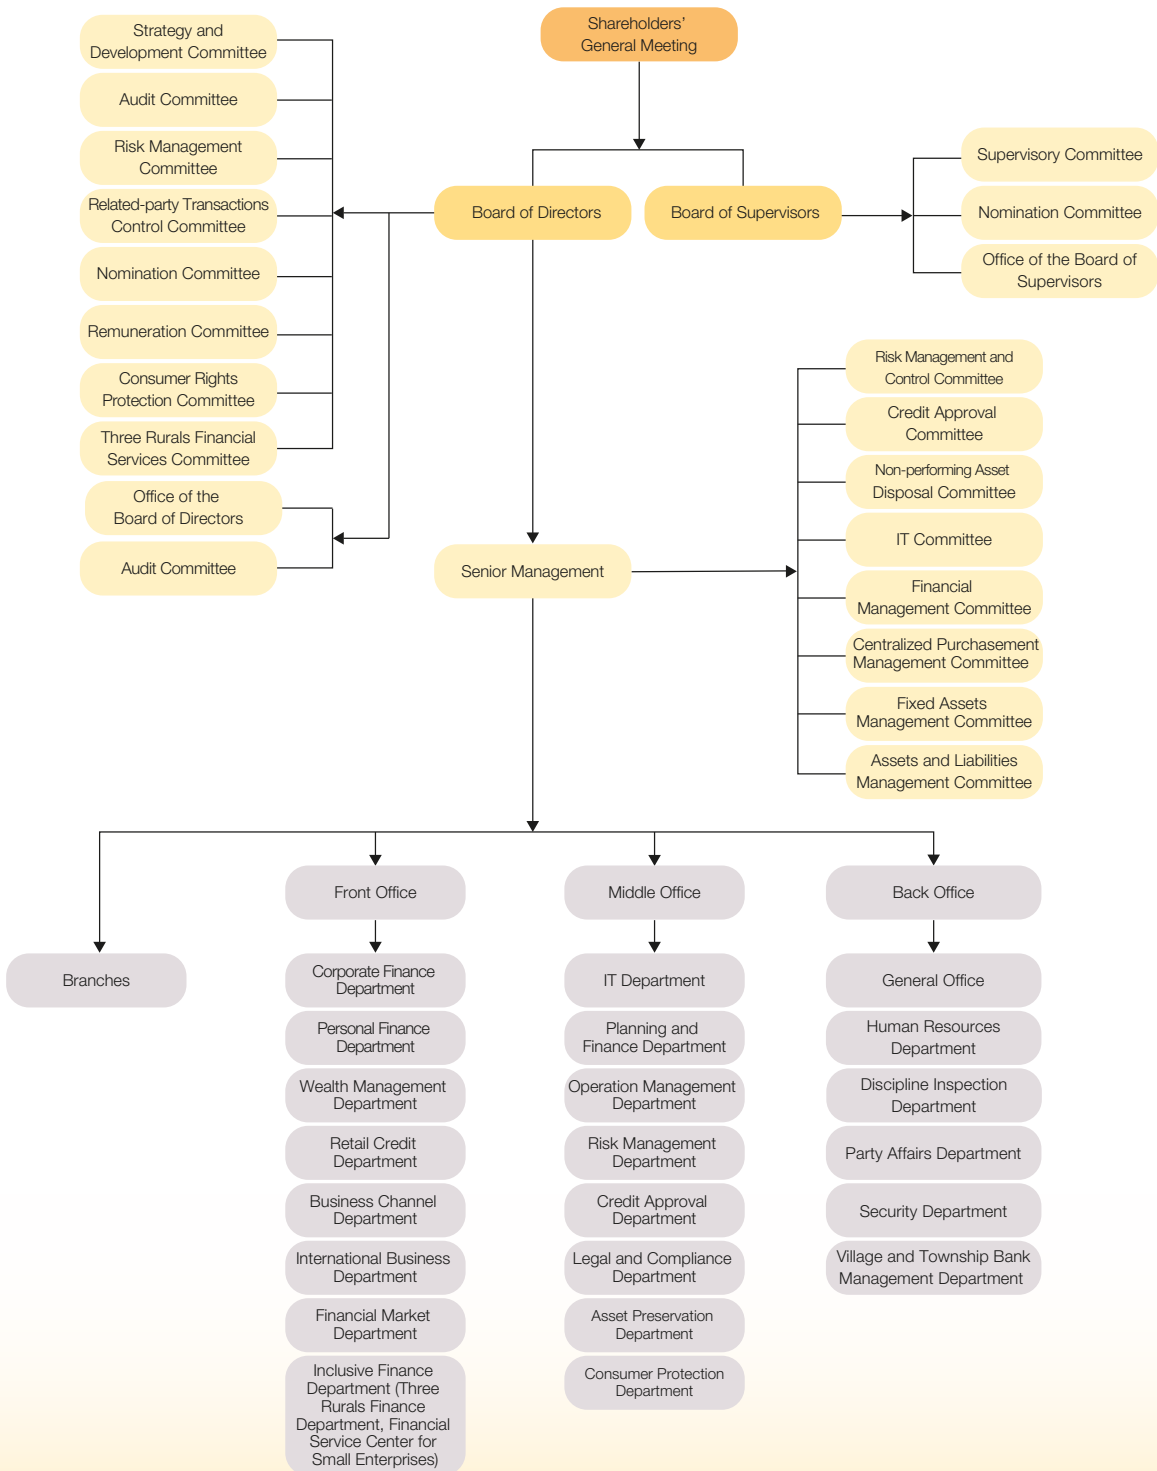 Shareholders'
General Meeting
Strategy and
Development Committee
Audit Committee
Risk Management
Committee
Related-party Transactions
Control Committee
Nomination Committee
Remuneration Committee
Consumer Rights
Protection Committee
Three Rurals Financial
Services Committee
Office of the
Board of Directors
Audit Committee
Board of Directors
Board of Supervisors
Supervisory Committee
Nomination Committee
Office of the Board of
Supervisors
Senior Management
Risk Management and
Control Committee
Credit Approval
Committee
Non-performing Asset
Disposal Committee
IT Committee
Financial
Management Committee
Centralized Purchasement
Management Committee
Fixed Assets
Management Committee
Assets and Liabilities
Management Committee
Branches
Front Office
Corporate Finance
Department
Personal Finance
Department
Wealth Management
Department
Retail Credit
Department
Business Channel
Department
International Business
Department
Financial Market
Department
Inclusive Finance
Department (Three
Rurals Finance
Department, Financial
Service Center for
Small Enterprises)
Middle Office
IT Department
Planning and
Finance Department
Operation Management
Department
Risk Management
Department
Credit Approval
Department
Legal and Compliance
Department
Asset Preservation
Department
Consumer Protection
Department
Back Office
General Office
Human Resources
Department
Discipline Inspection
Department
Party Affairs Department
Security Department
Village and Township Bank
Management Department